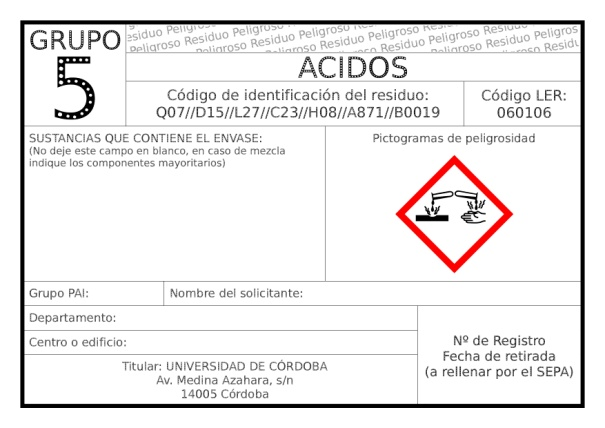 GRUPO
5
Residuo Peligroso Residuo Peligroso Residuo Peligroso
Peligroso Residuo Peligroso Residuo Peligroso Residuo Peligroso
ACIDOS
Código de identificación del residuo:
Q07//D15//L27//C23//H08//A871//B0019
Código LER:
060106
SUSTANCIAS QUE CONTIENE EL ENVASE:
(No deje este campo en blanco, en caso de mezcla
indique los componentes mayoritarios)
Pictogramas de peligrosidad
Grupo PAI:
Nombre del solicitante:
Departamento:
Centro o edificio:
Titular: UNIVERSIDAD DE CÓRDOBA
Av. Medina Azahara, s/n
14005 Córdoba
Nº de Registro
Fecha de retirada
(a rellenar por el SEPA)